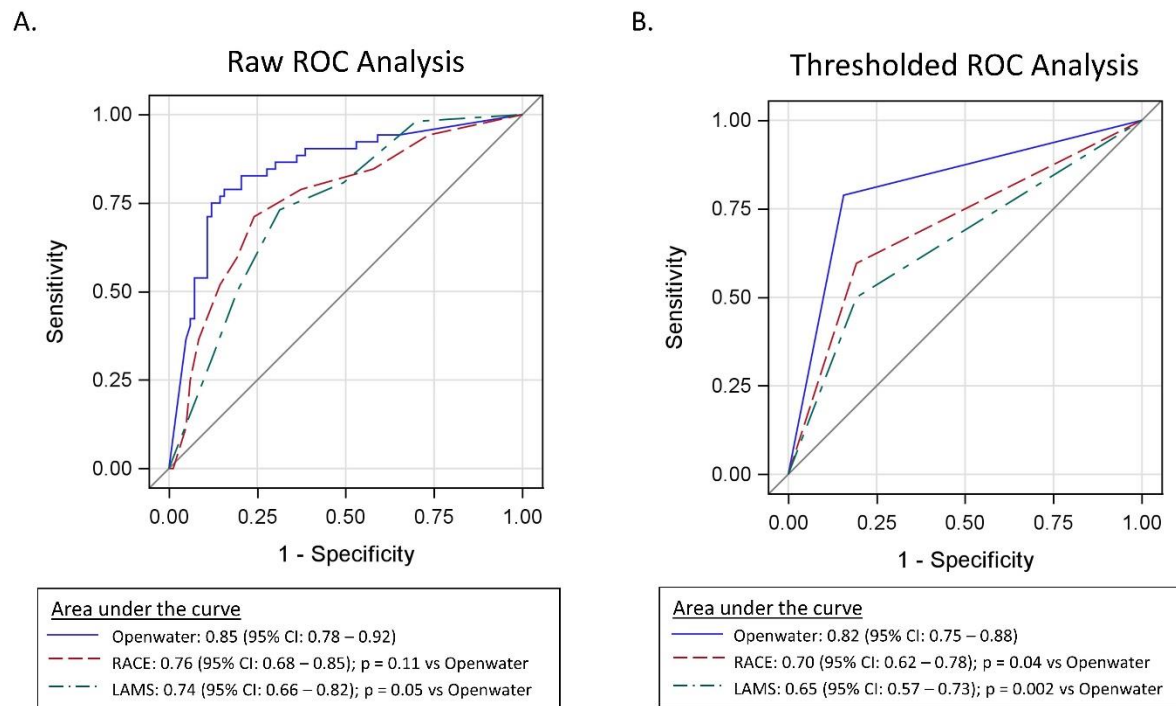 A.
Raw ROC Analysis
1.00
0.75
0.50
0.25
0.00
Sensitivity
0.00 0.25 0.50 0.75 1.00
1 - Specificity
Area under the curve
Openwater: 0.85 (95% CI: 0.78 – 0.92)
RACE: 0.76 (95% CI: 0.68 – 0.85); p = 0.11 vs Openwater
LAMS: 0.74 (95% CI: 0.66 – 0.82); p = 0.05 vs Openwater
B.
Thresholded ROC Analysis
1.00
0.75
0.50
0.25
0.00
Sensitivity
0.00 0.25 0.50 0.75 1.00
1 - Specificity
Area under the curve
Openwater: 0.82 (95% CI: 0.75 – 0.88)
RACE: 0.70 (95% CI: 0.62 – 0.78); p = 0.04 vs Openwater
LAMS: 0.65 (95% CI: 0.57 – 0.73); p = 0.002 vs Openwater